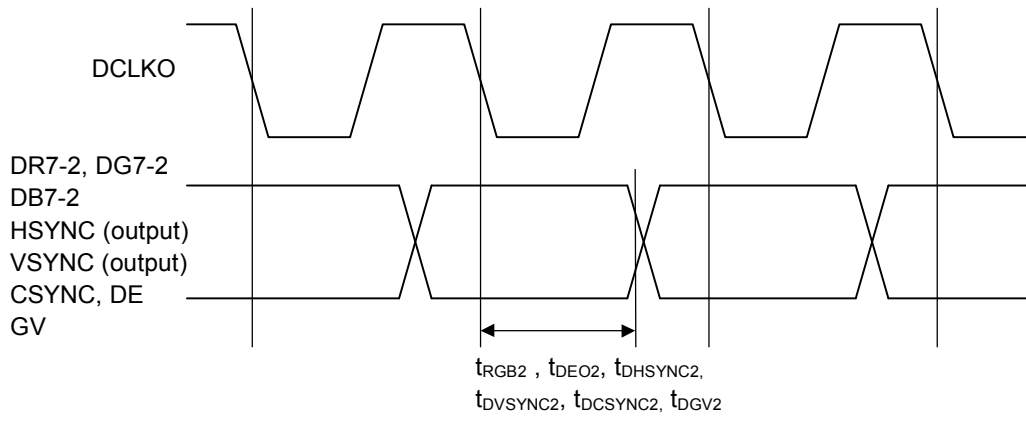 DCLKO
DR7-2, DG7-2
DB7-2
HSYNC (output)
VSYNC (output)
CSYNC, DE
GV
tRGB2 , tDEO2, tDHSYNC2,
tDVSYNC2, tDCSYNC2, tDGV2